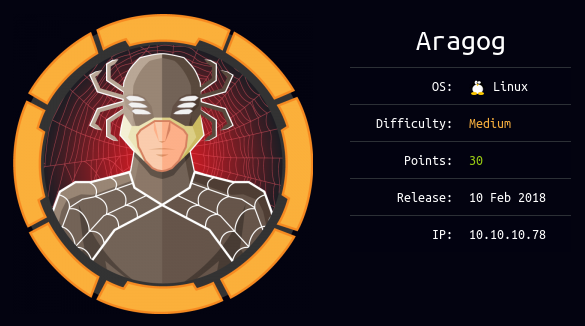 Aragog
OS: Linux
Difficulty: Medium
Points: 30
Release: 10 Feb 2018
IP: 10.10.10.78